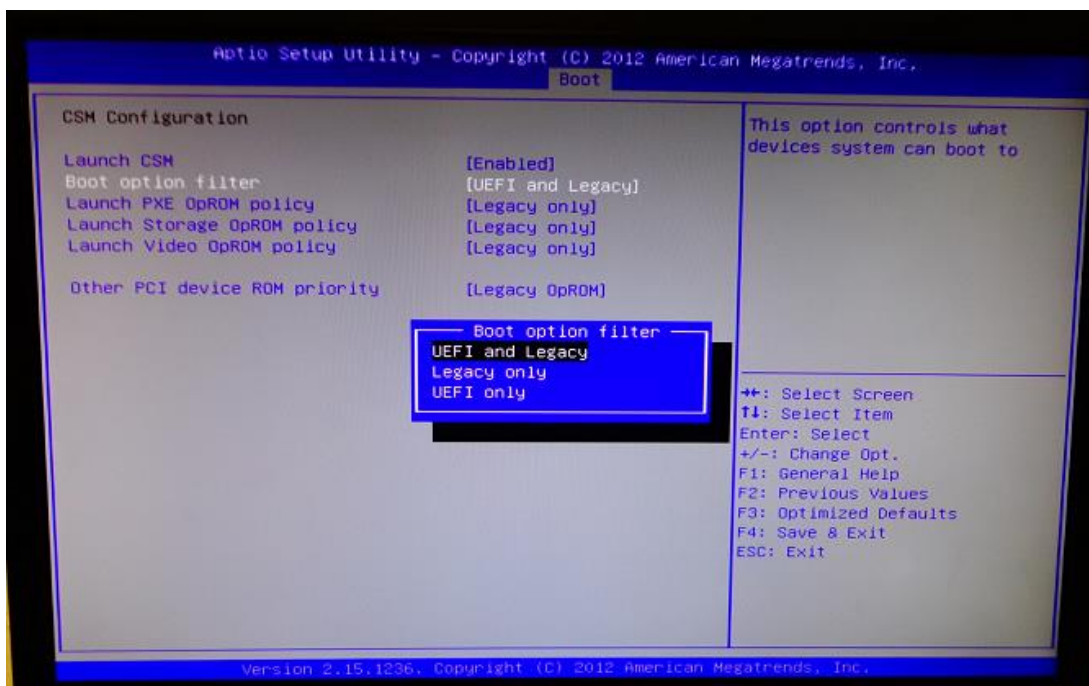 Aptio Setup Utility – Copyright (C) 2012 American Megatrends, Inc.
Boot
CSM Configuration
Launch CSM [Enabled]
Boot option filter [UEFI and Legacy]
Launch PXE OpROM policy [Legacy only]
Launch Storage OpROM policy [Legacy only]
Launch Video OpROM policy [Legacy only]
Other PCI device ROM priority [Legacy OpROM]
Boot option filter
UEFI and Legacy
Legacy only
UEFI only
This option controls what
devices system can boot to
→←: Select Screen
↑↓: Select Item
Enter: Select
+/-: Change Opt.
F1: General Help
F2: Previous Values
F3: Optimized Defaults
F4: Save & Exit
ESC: Exit
Version 2.15.1236. Copyright (C) 2012 American Megatrends, Inc.